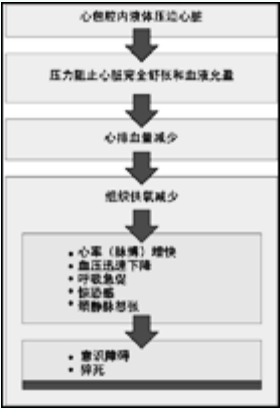 心包腔内液体压迫心脏
压力阻止心脏完全舒张和血液充盈
心排血量减少
组织供氧减少
• 心率（脉搏）增快
• 血压迅速下降
• 呼吸急促
• 惊恐感
• 颈静脉怒张
• 意识障碍
• 猝死